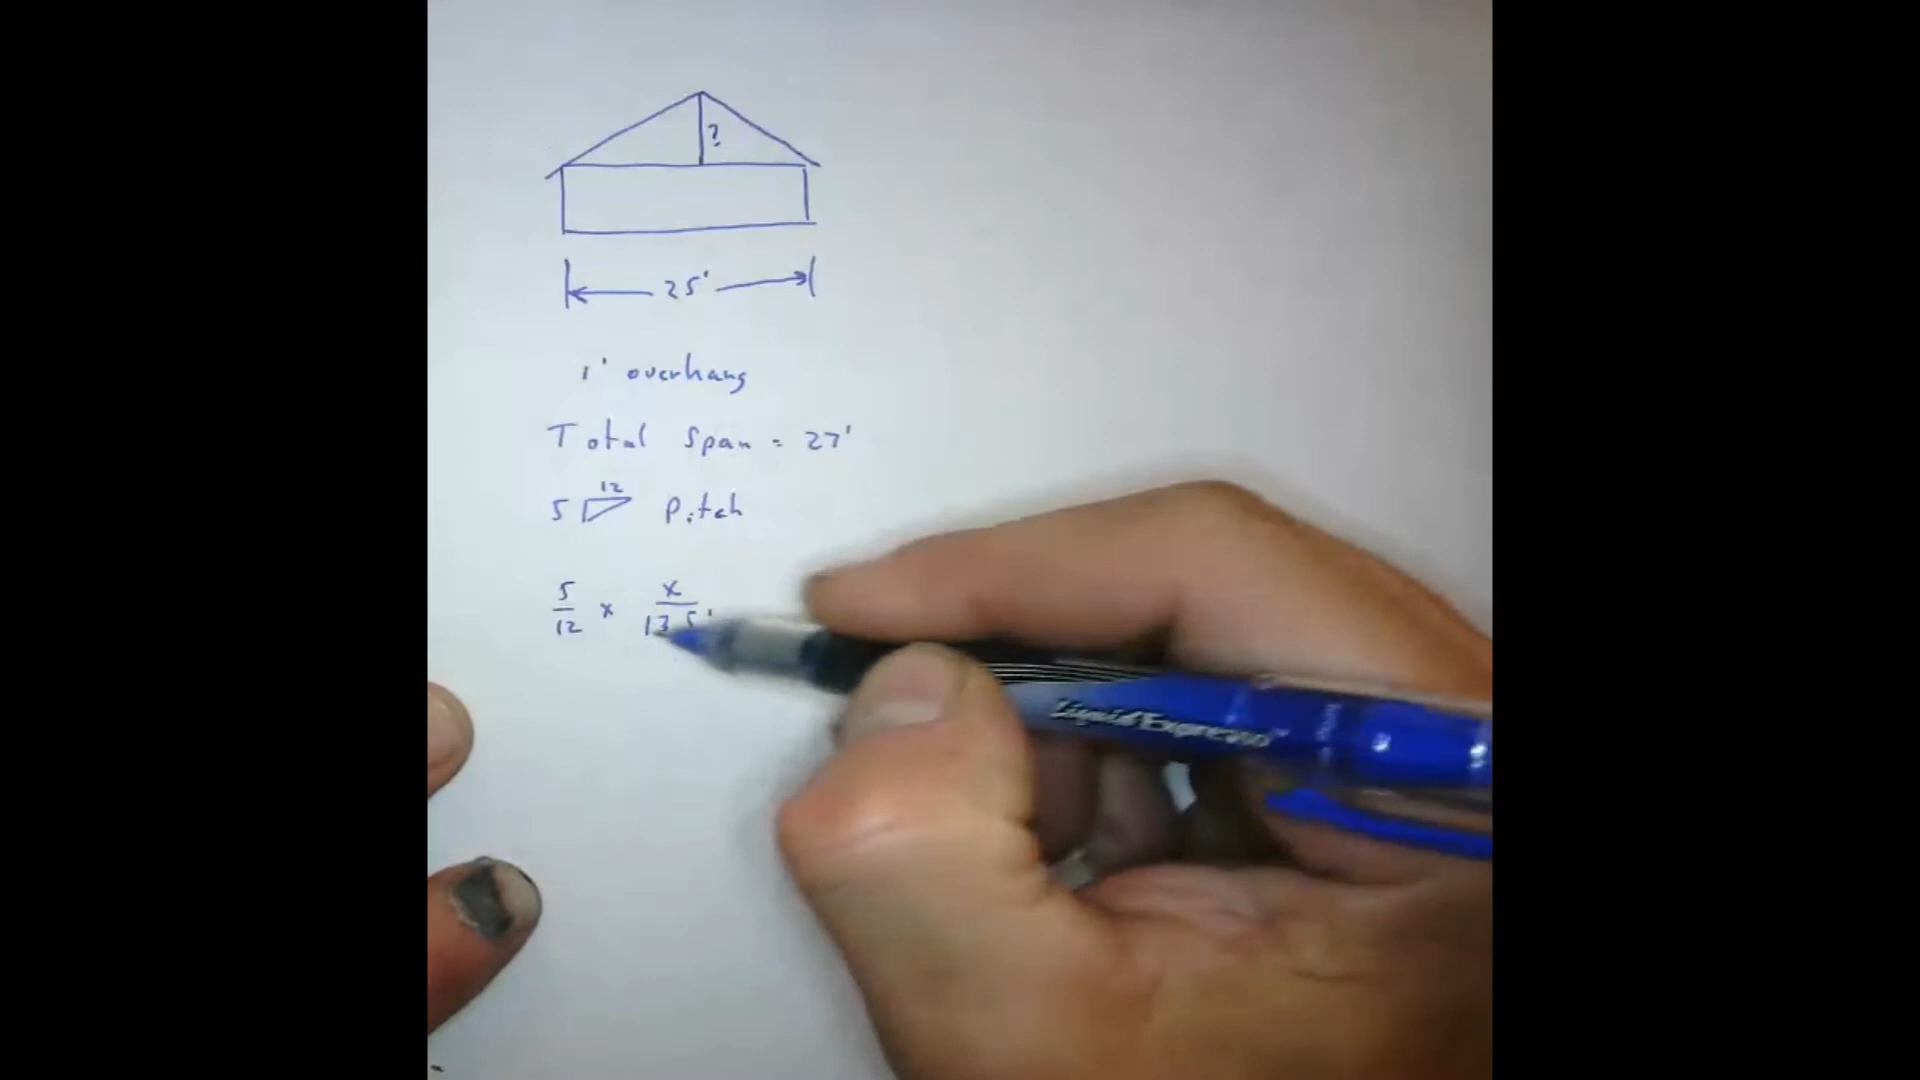 ?
25'
1' overhang
Total Span = 27'
12
5 Pitch
5 x
12 x 13.5'
Liquid Expresso